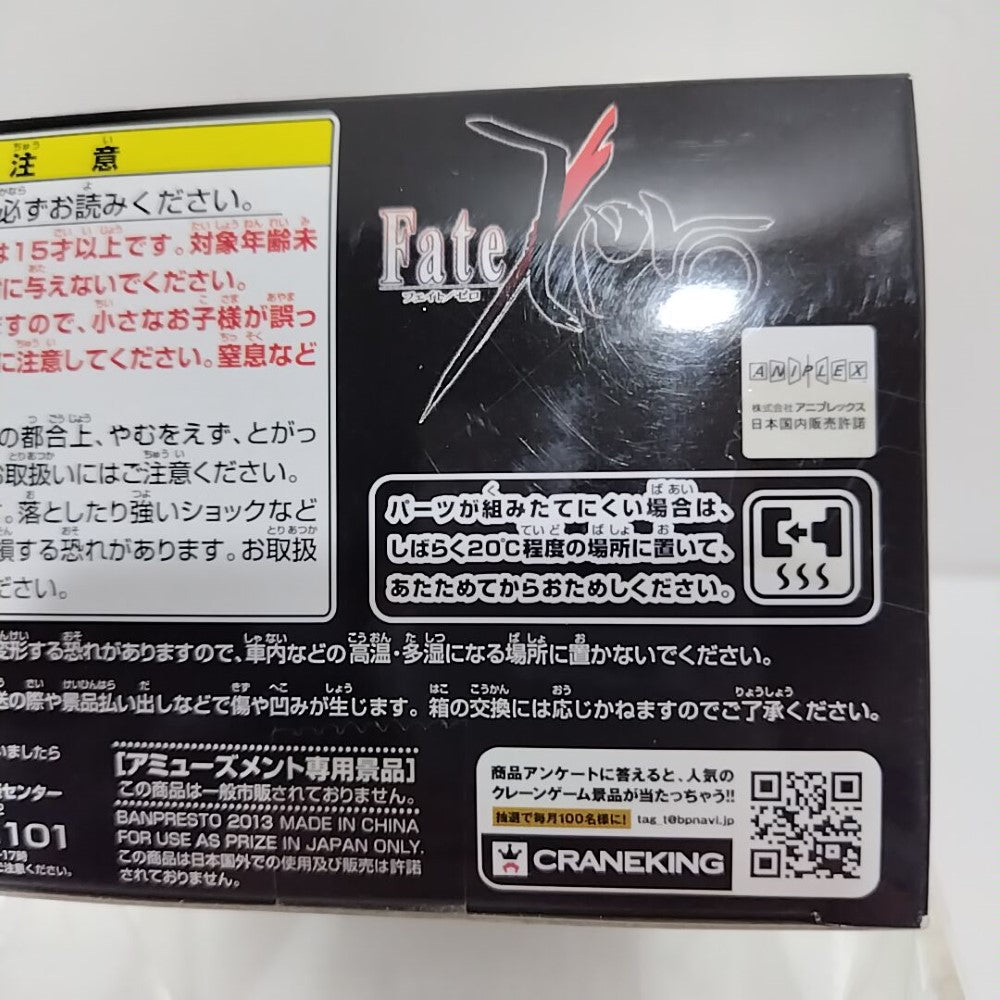 注意
必ずお読みください。
は15才以上です。対象年齢未
に与えないでください。
すので、小さなお子様が誤っ
に注意してください。窒息など
の都合上、やむをえず、とがっ
お取扱いにはご注意ください。
。落としたり強いショックなど
損する恐れがあります。お取扱
ださい。
Fate/Zero
フェイト/ゼロ
ANIPLEX
株式会社アニプレックス
日本国内販売許諾
パーツが組みたてにくい場合は、
しばらく20℃程度の場所に置いて、
あたためてからおためしください。
変形する恐れがありますので、車内などの高温・多湿になる場所に置かないでください。
送の際や景品払い出しなどで傷や凹みが生じます。箱の交換には応じかねますのでご了承ください。
いましたら
センター
101
-17時
ご注意ください。
[アミューズメント専用景品]
この商品は一般市販されておりません。
BANPRESTO 2013 MADE IN CHINA
FOR USE AS PRIZE IN JAPAN ONLY.
この商品は日本国外での使用及び販売は許諾
されておりません。
商品アンケートに答えると、人気の
クレーンゲーム景品が当たっちゃう!!
抽選で毎月100名様に! tag_t@bpnavi.jp
CRANEKING